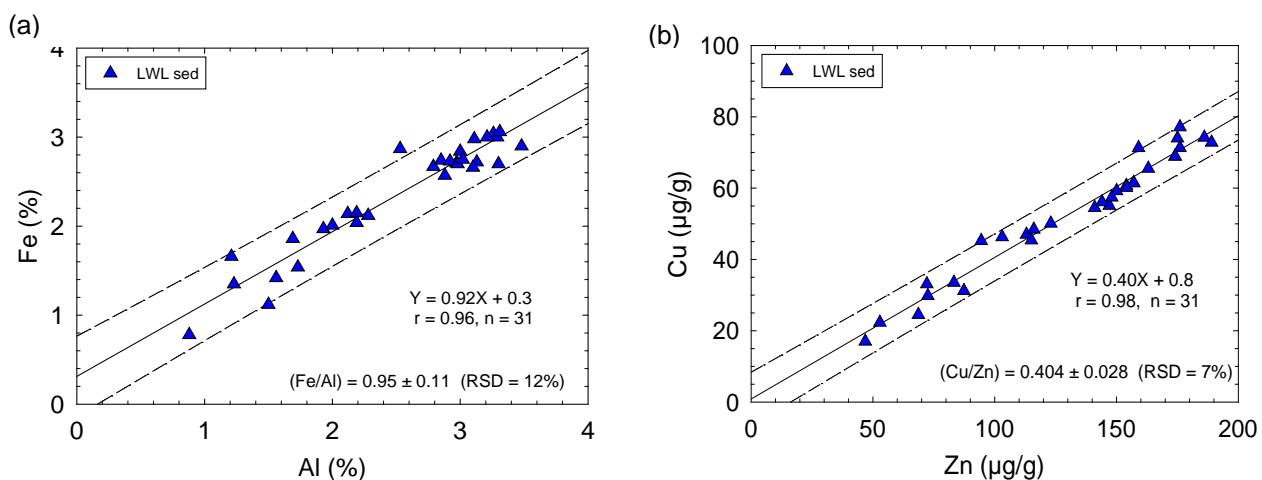 (a)
4
3
2
1
0
Fe (%)
LWL sed
Y = 0.92X + 0.3
r = 0.96, n = 31
(Fe/Al) = 0.95 ± 0.11 (RSD = 12%)
0 1 2 3 4
Al (%)
(b)
100
80
60
40
20
0
Cu (µg/g)
LWL sed
Y = 0.40X + 0.8
r = 0.98, n = 31
(Cu/Zn) = 0.404 ± 0.028 (RSD = 7%)
0 50 100 150 200
Zn (µg/g)